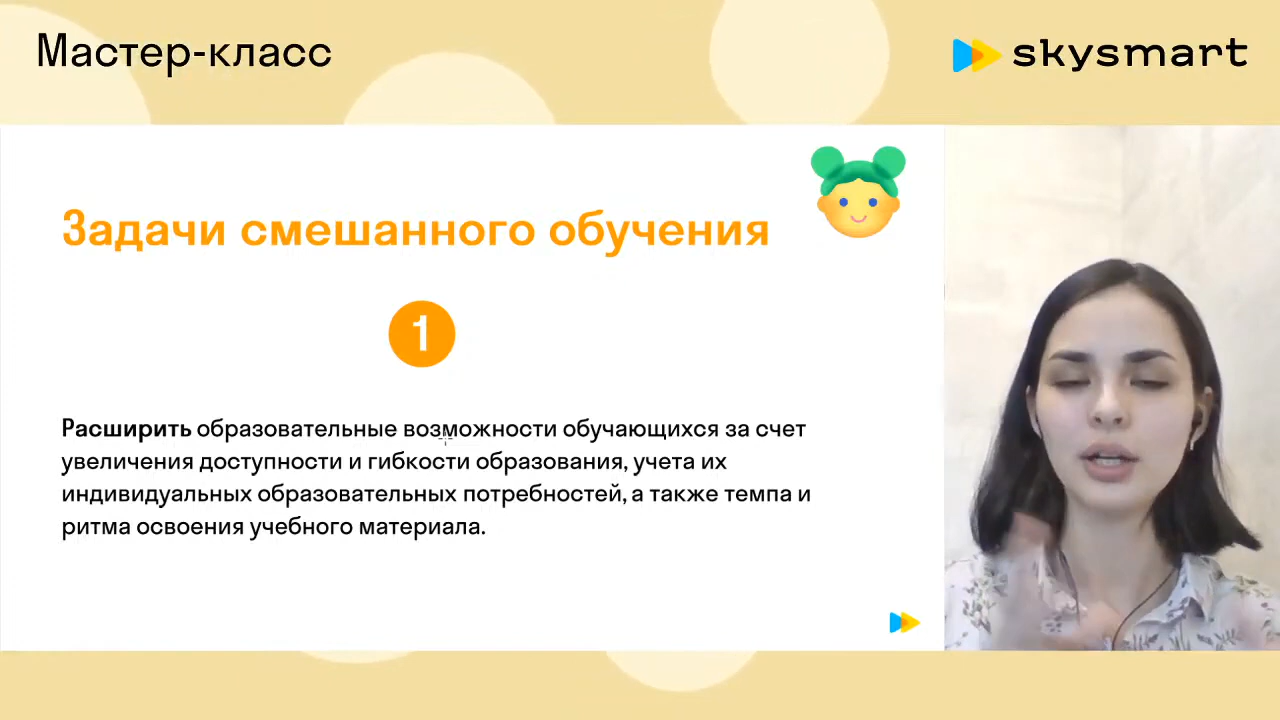 Мастер-класс
skysmart
Задачи смешанного обучения
1
Расширить образовательные возможности обучающихся за счет
увеличения доступности и гибкости образования, учета их
индивидуальных образовательных потребностей, а также темпа и
ритма освоения учебного материала.